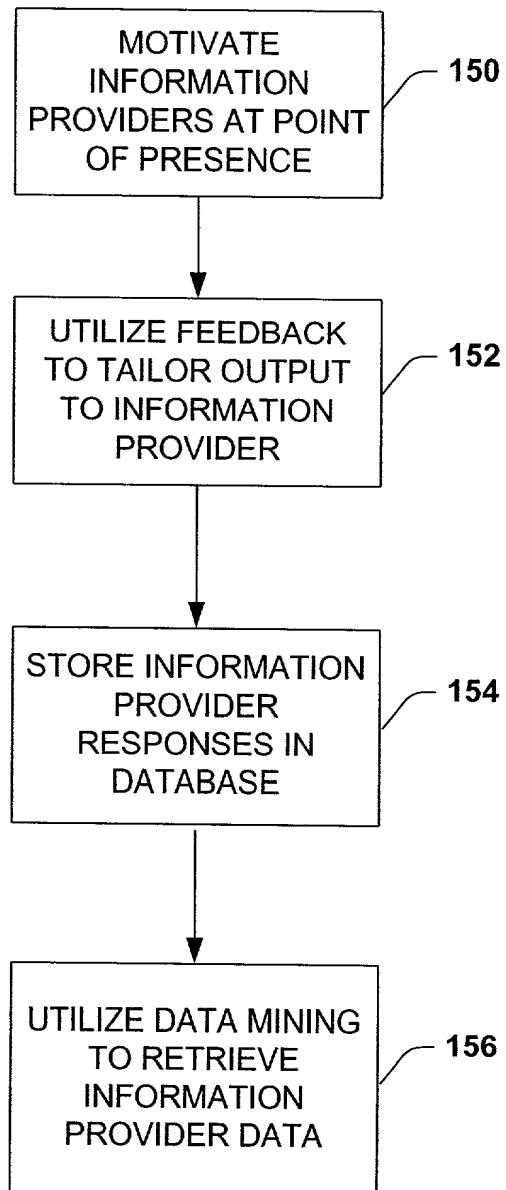 MOTIVATE
INFORMATION
PROVIDERS AT POINT
OF PRESENCE
150
UTILIZE FEEDBACK
TO TAILOR OUTPUT
TO INFORMATION
PROVIDER
152
STORE INFORMATION
PROVIDER
RESPONSES IN
DATABASE
154
UTILIZE DATA MINING
TO RETRIEVE
INFORMATION
PROVIDER DATA
156